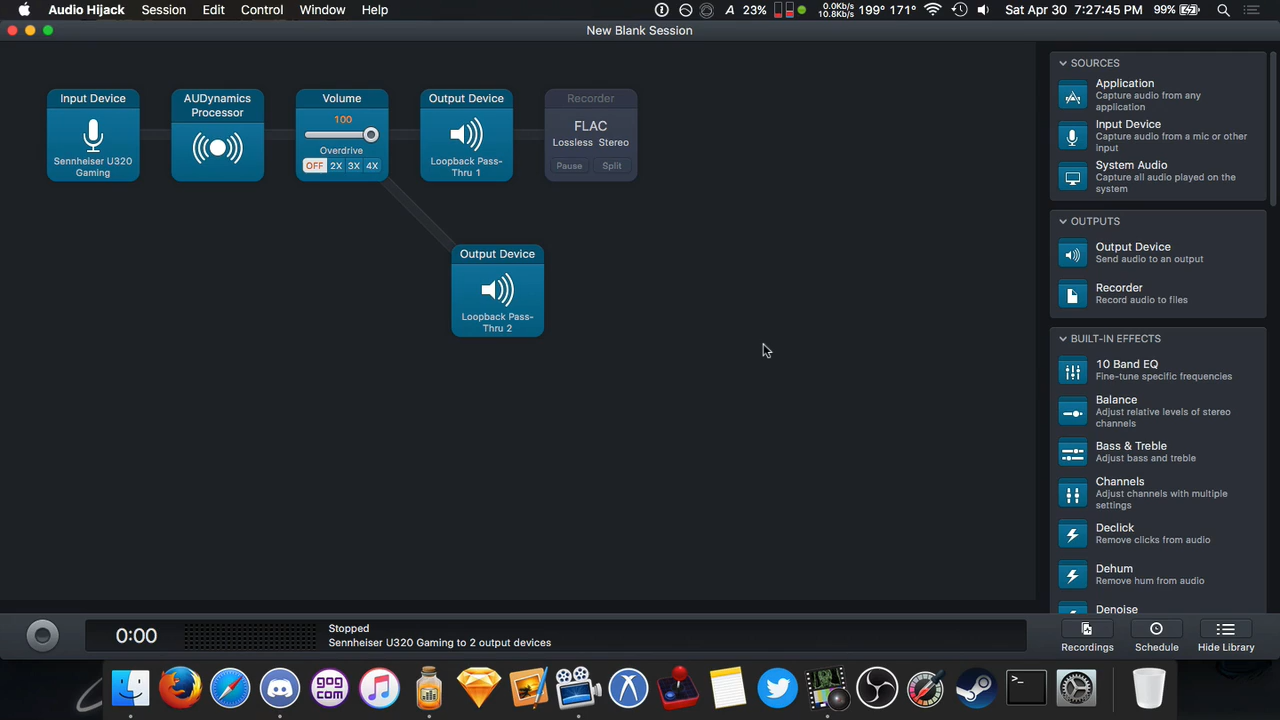 Audio Hijack Session Edit Control Window Help 23% 0.0Kb/s 10.8Kb/s 199° 171° Sat Apr 30 7:27:45 PM 99%
New Blank Session
Input Device
Sennheiser U320
Gaming
AUDynamics
Processor
Volume
100
Overdrive
OFF 2X 3X 4X
Output Device
Loopback Pass-
Thru 1
Recorder
FLAC
Lossless Stereo
Pause Split
Output Device
Loopback Pass-
Thru 2
SOURCES
Application
Capture audio from any
application
Input Device
Capture audio from a mic or other
input
System Audio
Capture all audio played on the
system
OUTPUTS
Output Device
Send audio to an output
Recorder
Record audio to files
BUILT-IN EFFECTS
10 Band EQ
Fine-tune specific frequencies
Balance
Adjust relative levels of stereo
channels
Bass & Treble
Adjust bass and treble
Channels
Adjust channels with multiple
settings
Declick
Remove clicks from audio
Dehum
Remove hum from audio
Denoise
0:00
Stopped
Sennheiser U320 Gaming to 2 output devices
Recordings Schedule Hide Library
gog
com